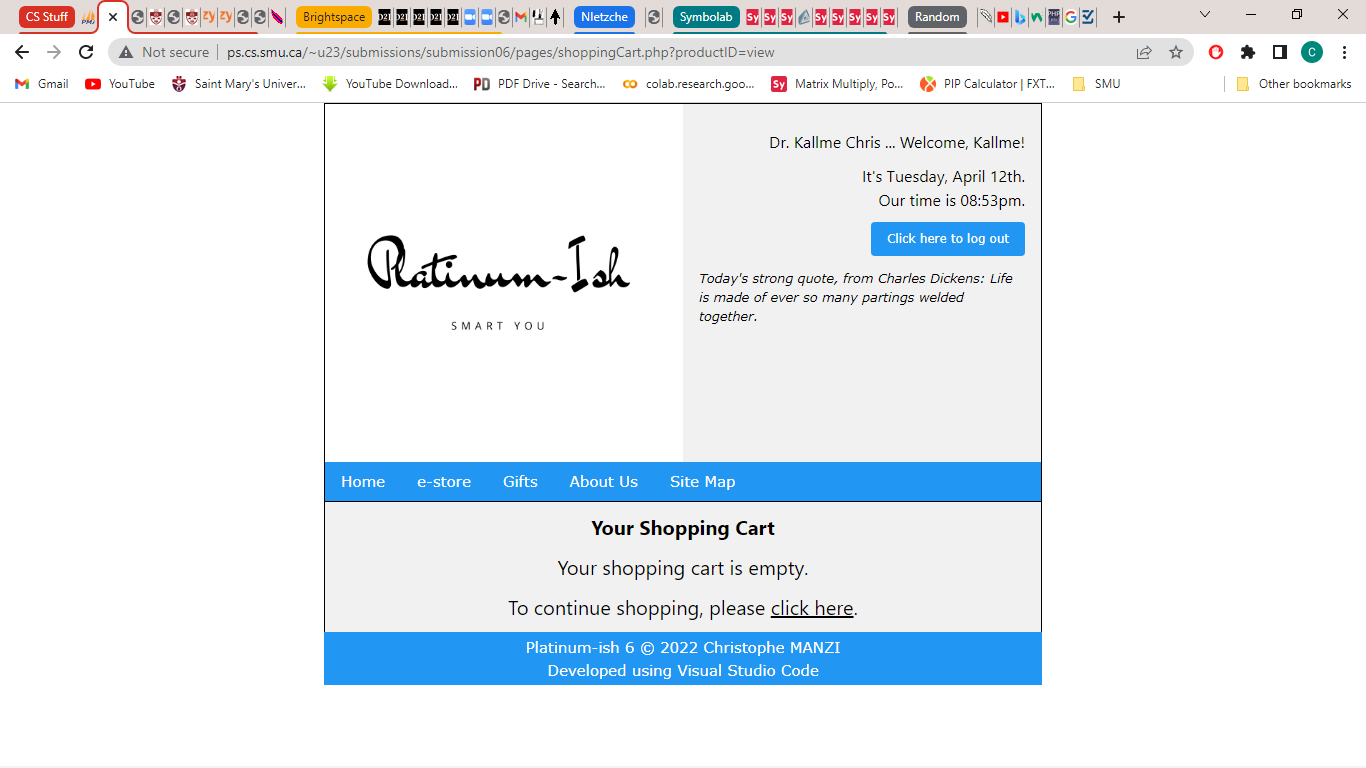 CS Stuff
Brightspace
NIetzche
Symbolab
Random
Not secure
ps.cs.smu.ca/~u23/submissions/submission06/pages/shoppingCart.php?productID=view
C
Gmail
YouTube
Saint Mary's Univer...
YouTube Download...
PDF Drive - Search...
colab.research.goo...
Matrix Multiply, Po...
PIP Calculator | FXT...
SMU
Other bookmarks
Platinum-Ish
SMART YOU
Dr. Kallme Chris ... Welcome, Kallme!
It's Tuesday, April 12th.
Our time is 08:53pm.
Click here to log out
Today's strong quote, from Charles Dickens: Life
is made of ever so many partings welded
together.
Home e-store Gifts About Us Site Map
Your Shopping Cart
Your shopping cart is empty.
To continue shopping, please click here.
Platinum-ish 6 © 2022 Christophe MANZI
Developed using Visual Studio Code